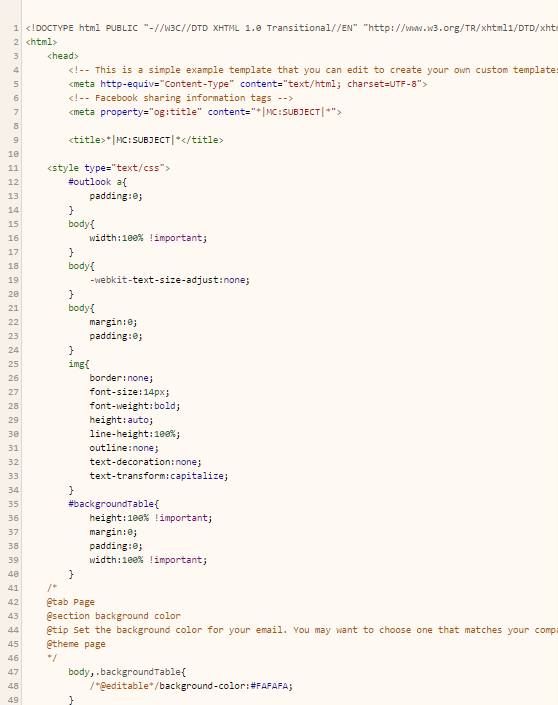 1 <!DOCTYPE html PUBLIC "-//W3C//DTD XHTML 1.0 Transitional//EN" "http://www.w3.org/TR/xhtml1/DTD/xht
2 <html>
3 <head>
4 <!-- This is a simple example template that you can edit to create your own custom templates
5 <meta http-equiv="Content-Type" content="text/html; charset=UTF-8">
6 <!-- Facebook sharing information tags -->
7 <meta property="og:title" content="*|MC:SUBJECT|*">
8
9 <title>*|MC:SUBJECT|*</title>
10
11 <style type="text/css">
12 #outlook a{
13 padding:0;
14 }
15 body{
16 width:100% !important;
17 }
18 body{
19 -webkit-text-size-adjust:none;
20 }
21 body{
22 margin:0;
23 padding:0;
24 }
25 img{
26 border:none;
27 font-size:14px;
28 font-weight:bold;
29 height:auto;
30 line-height:100%;
31 outline:none;
32 text-decoration:none;
33 text-transform:capitalize;
34 }
35 #backgroundTable{
36 height:100% !important;
37 margin:0;
38 padding:0;
39 width:100% !important;
40 }
41 /*
42 @tab Page
43 @section background color
44 @tip Set the background color for your email. You may want to choose one that matches your compa
45 @theme page
46 */
47 body,.backgroundTable{
48 /*@editable*/background-color:#FAFAFA;
49 }